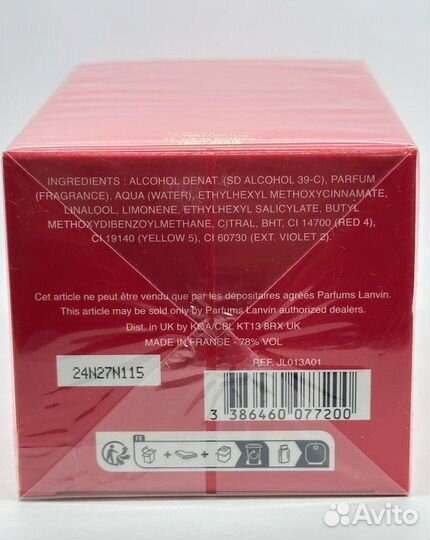 INGREDIENTS : ALCOHOL DENAT. (SD ALCOHOL 39-C), PARFUM
(FRAGRANCE), AQUA (WATER), ETHYLHEXYL METHOXYCINNAMATE,
LINALOOL, LIMONENE, ETHYLHEXYL SALICYLATE, BUTYL
METHOXYDIBENZOYLMETHANE, CITRAL, BHT, CI 14700 (RED 4),
CI 19140 (YELLOW 5), CI 60730 (EXT. VIOLET 2).
Cet article ne peut être vendu que par les dépositaires agréés Parfums Lanvin.
This article may be sold only by Parfums Lanvin authorized dealers.
Dist. in UK by KGA/CBL KT13 8RX UK
MADE IN FRANCE - 78% VOL
REF. JL013A01
24N27N115
3 386460 077200
FR
Avito